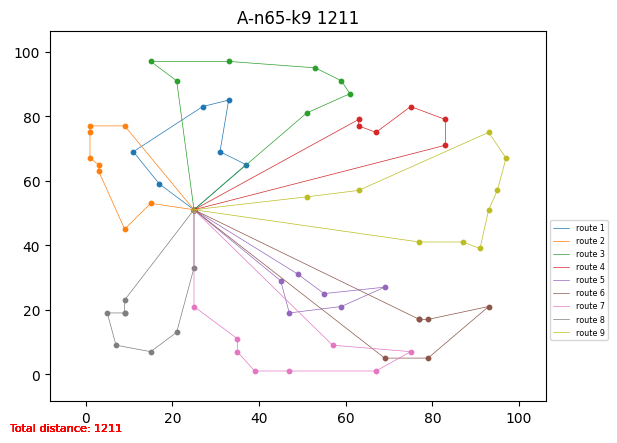 A-n65-k9 1211
100
80
60
40
20
0
0 20 40 60 80 100
route 1
route 2
route 3
route 4
route 5
route 6
route 7
route 8
route 9
Total distance: 1211